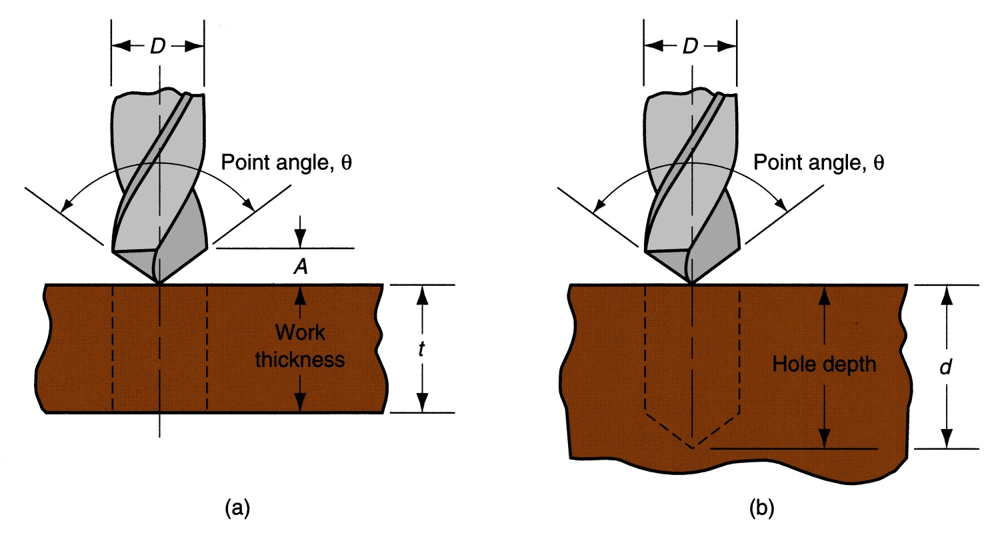 D
Point angle, θ
A
Work
thickness
t
(a)
D
Point angle, θ
Hole depth
d
(b)